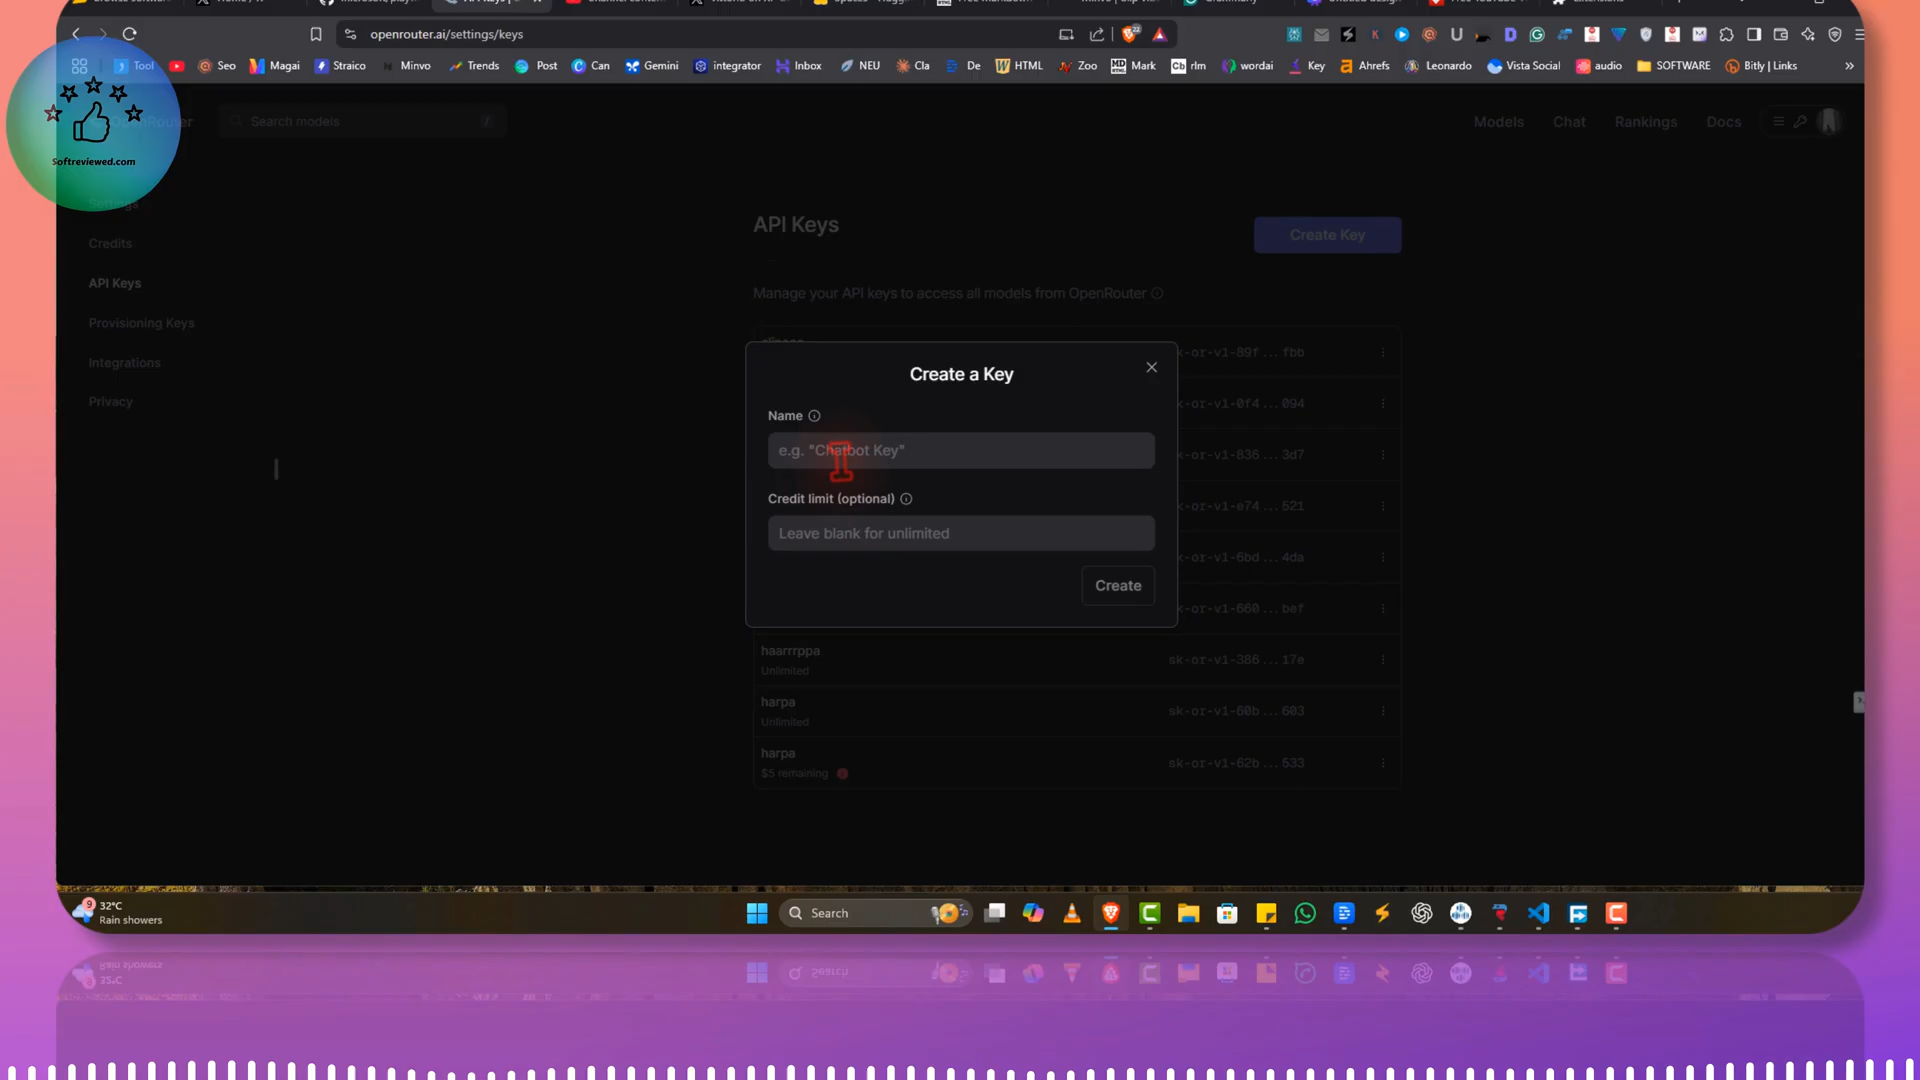 API Keys
openrouter.ai/settings/keys
Tool
Seo
Magai
Straico
Minvo
Trends
Post
Can
Gemini
integrator
Inbox
NEU
Cla
De
HTML
Zoo
Mark
rlm
wordai
Key
Ahrefs
Leonardo
Vista Social
audio
SOFTWARE
Bitly | Links
Softreviewed.com
Search models
/
Models
Chat
Rankings
Docs
Settings
Credits
API Keys
Provisioning Keys
Integrations
Privacy
API Keys
Create Key
Manage your API keys to access all models from OpenRouter
sk-or-v1-89f ... fbb
sk-or-v1-0f4 ... 094
sk-or-v1-836 ... 3d7
sk-or-v1-e74 ... 521
sk-or-v1-6bd ... 4da
sk-or-v1-660 ... bef
Create a Key
Name
e.g. "Chatbot Key"
Credit limit (optional)
Leave blank for unlimited
Create
haarrrppa
Unlimited
sk-or-v1-386 ... 17e
harpa
Unlimited
sk-or-v1-60b ... 603
harpa
$5 remaining
sk-or-v1-62b ... 533
9
32°C
Rain showers
Search